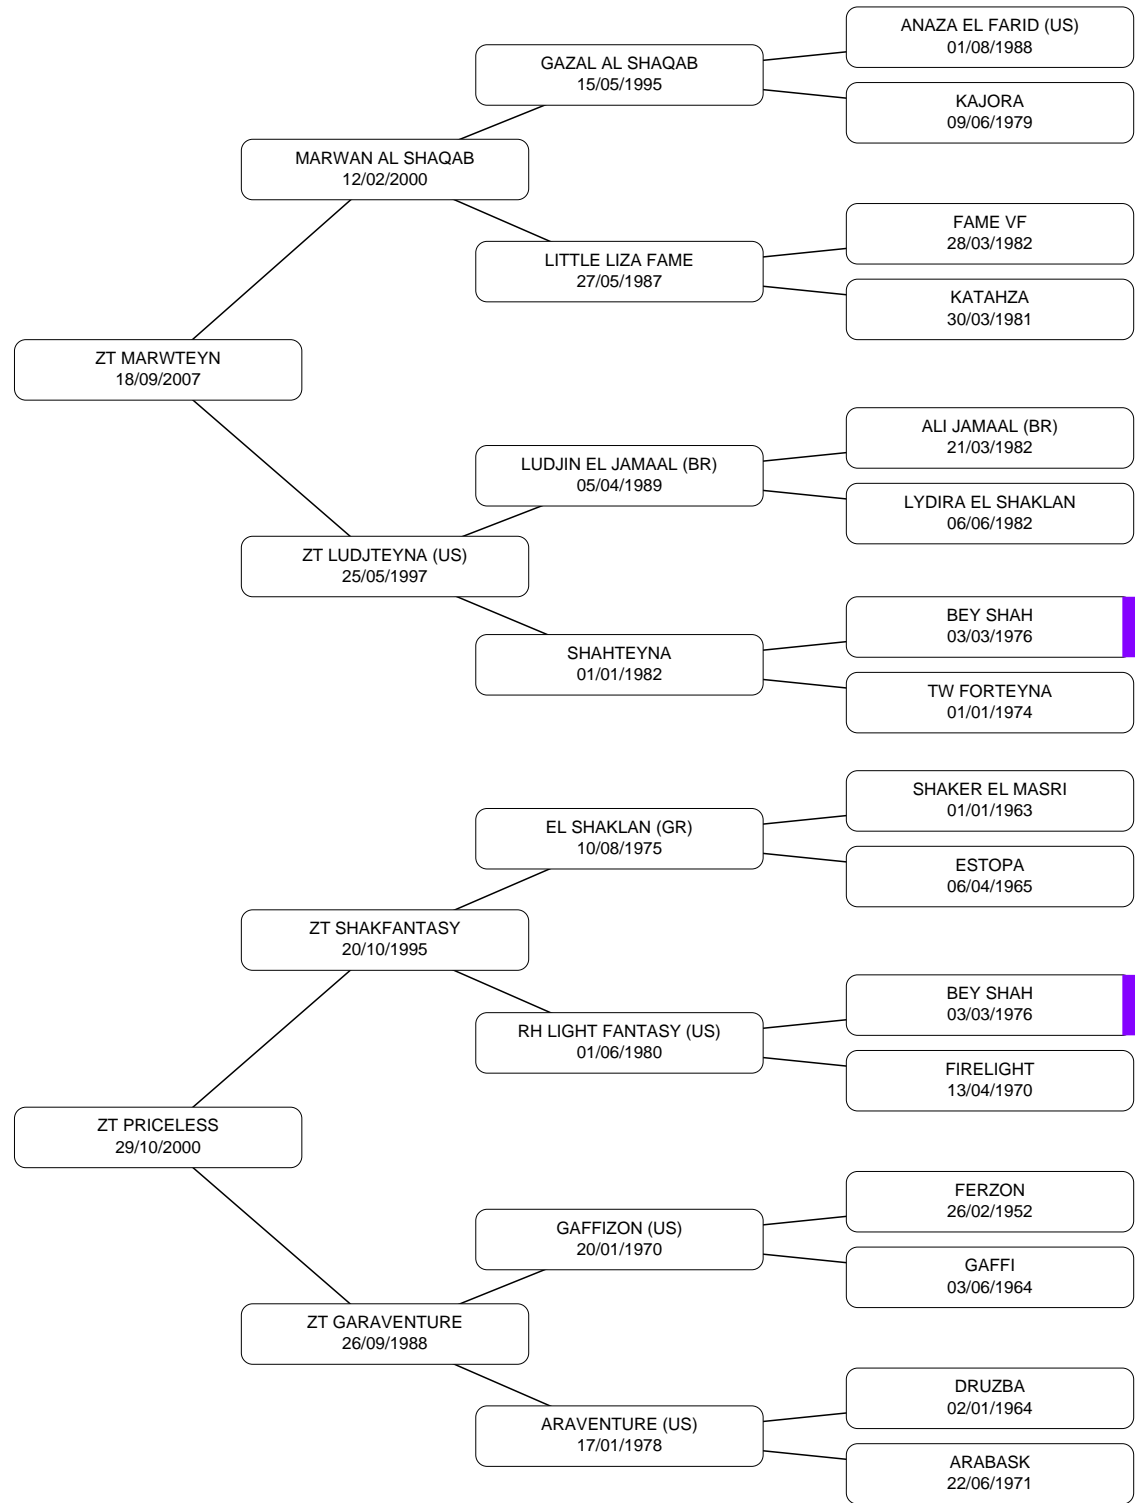 ANAZA EL FARID (US)
01/08/1988
GAZAL AL SHAQAB
15/05/1995
KAJORA
09/06/1979
MARWAN AL SHAQAB
12/02/2000
FAME VF
28/03/1982
LITTLE LIZA FAME
27/05/1987
KATAHZA
30/03/1981
ZT MARWTEYN
18/09/2007
ALI JAMAAL (BR)
21/03/1982
LUDJIN EL JAMAAL (BR)
05/04/1989
LYDIRA EL SHAKLAN
06/06/1982
ZT LUDJTEYNA (US)
25/05/1997
BEY SHAH
03/03/1976
SHAHTEYNA
01/01/1982
TW FORTEYNA
01/01/1974
SHAKER EL MASRI
01/01/1963
EL SHAKLAN (GR)
10/08/1975
ESTOPA
06/04/1965
ZT SHAKFANTASY
20/10/1995
BEY SHAH
03/03/1976
RH LIGHT FANTASY (US)
01/06/1980
FIRELIGHT
13/04/1970
ZT PRICELESS
29/10/2000
FERZON
26/02/1952
GAFFIZON (US)
20/01/1970
GAFFI
03/06/1964
ZT GARAVENTURE
26/09/1988
DRUZBA
02/01/1964
ARAVENTURE (US)
17/01/1978
ARABASK
22/06/1971